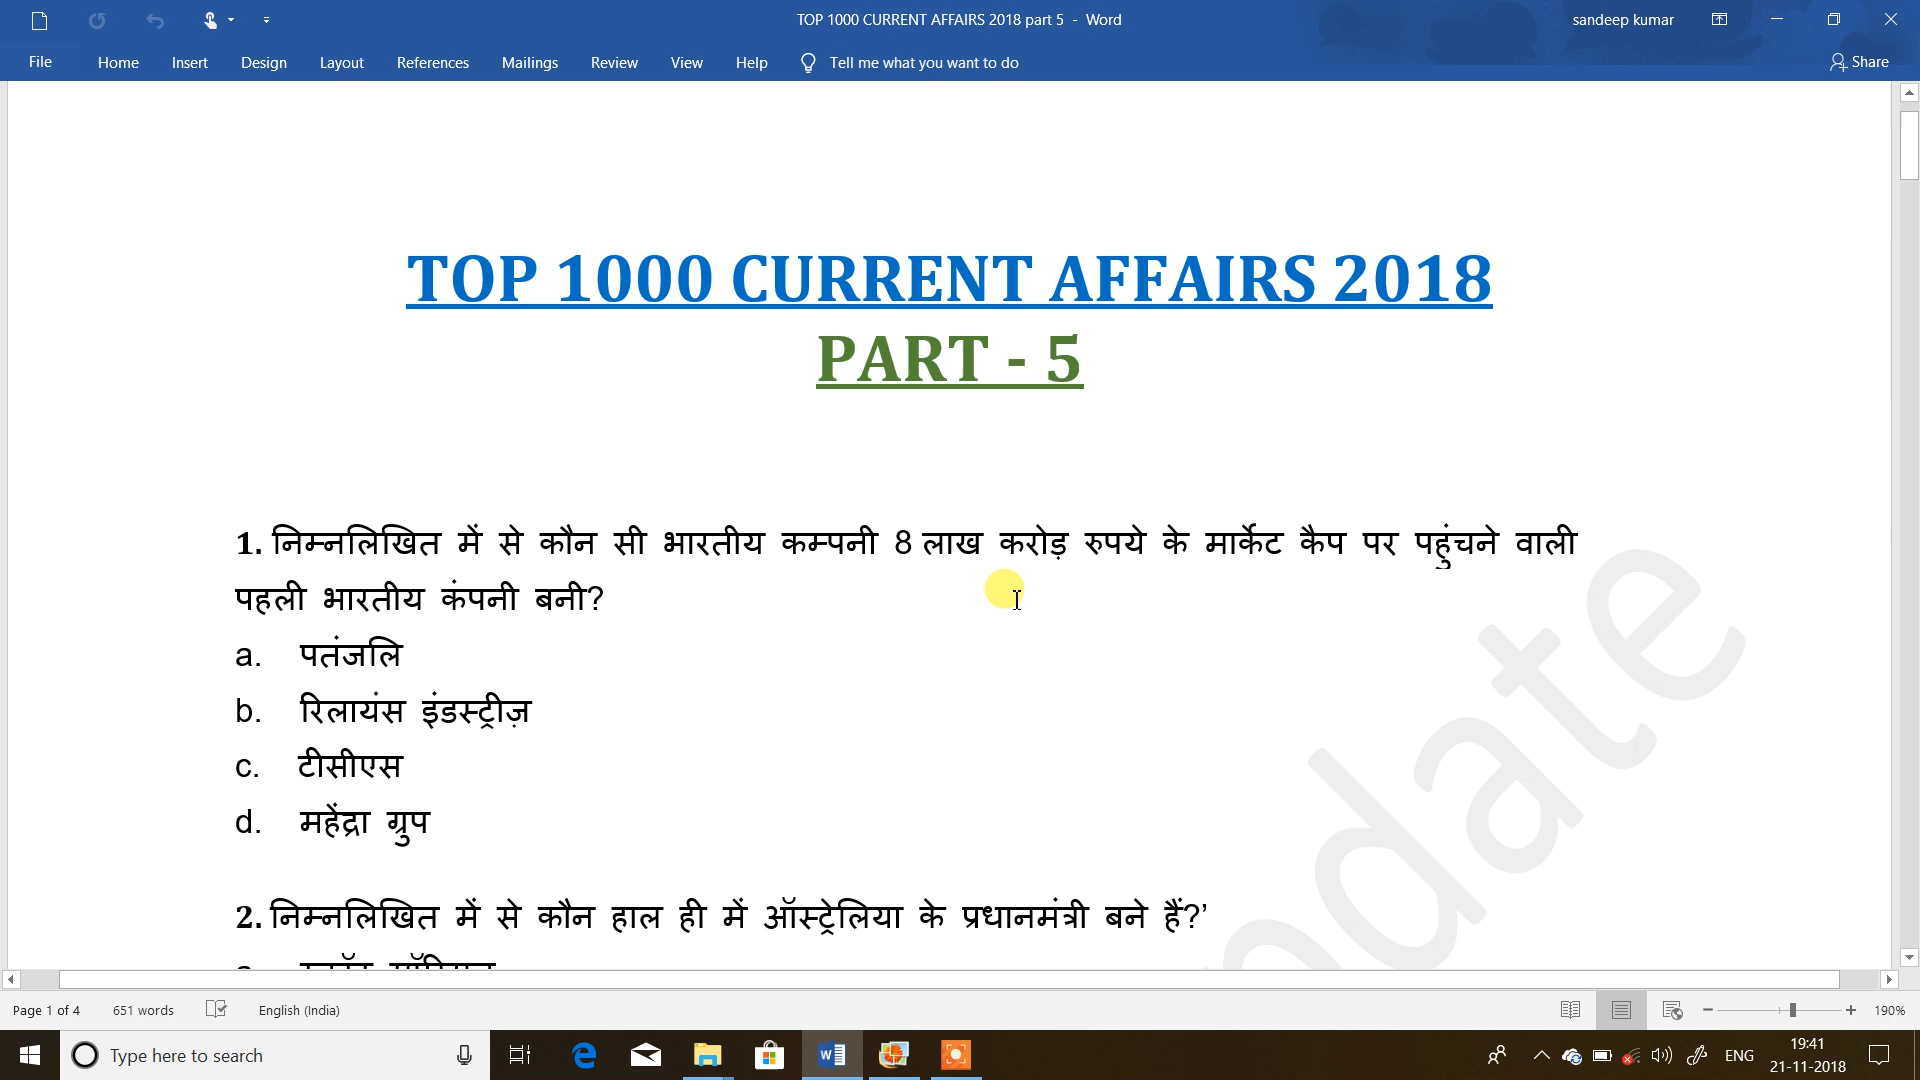 TOP 1000 CURRENT AFFAIRS 2018 part 5 - Word
sandeep kumar
File Home Insert Design Layout References Mailings Review View Help Tell me what you want to do Share
TOP 1000 CURRENT AFFAIRS 2018
PART - 5
1. निम्नलिखित में से कौन सी भारतीय कम्पनी 8 लाख करोड़ रुपये के मार्केट कैप पर पहुंचने वाली
पहली भारतीय कंपनी बनी?
a. पतंजलि
b. रिलायंस इंडस्ट्रीज़
c. टीसीएस
d. महेंद्रा ग्रुप
2. निम्नलिखित में से कौन हाल ही में ऑस्ट्रेलिया के प्रधानमंत्री बने हैं?’
Page 1 of 4 651 words English (India) 190%
Type here to search
ENG
19:41
21-11-2018